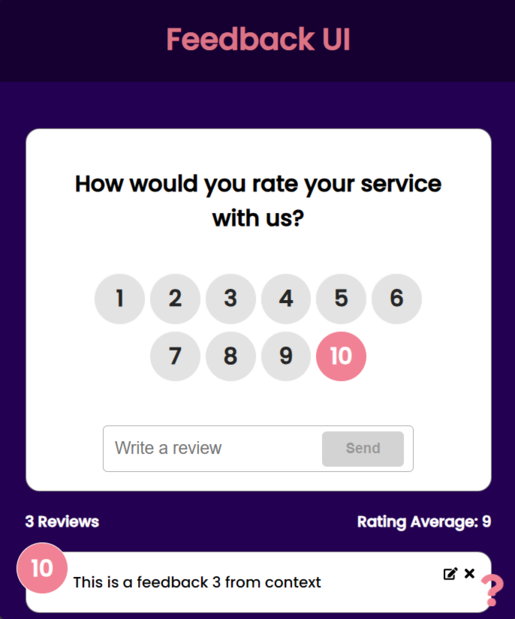 Feedback UI
How would you rate your service
with us?
1 2 3 4 5 6
7 8 9 10
Write a review Send
3 Reviews Rating Average: 9
10 This is a feedback 3 from context
?